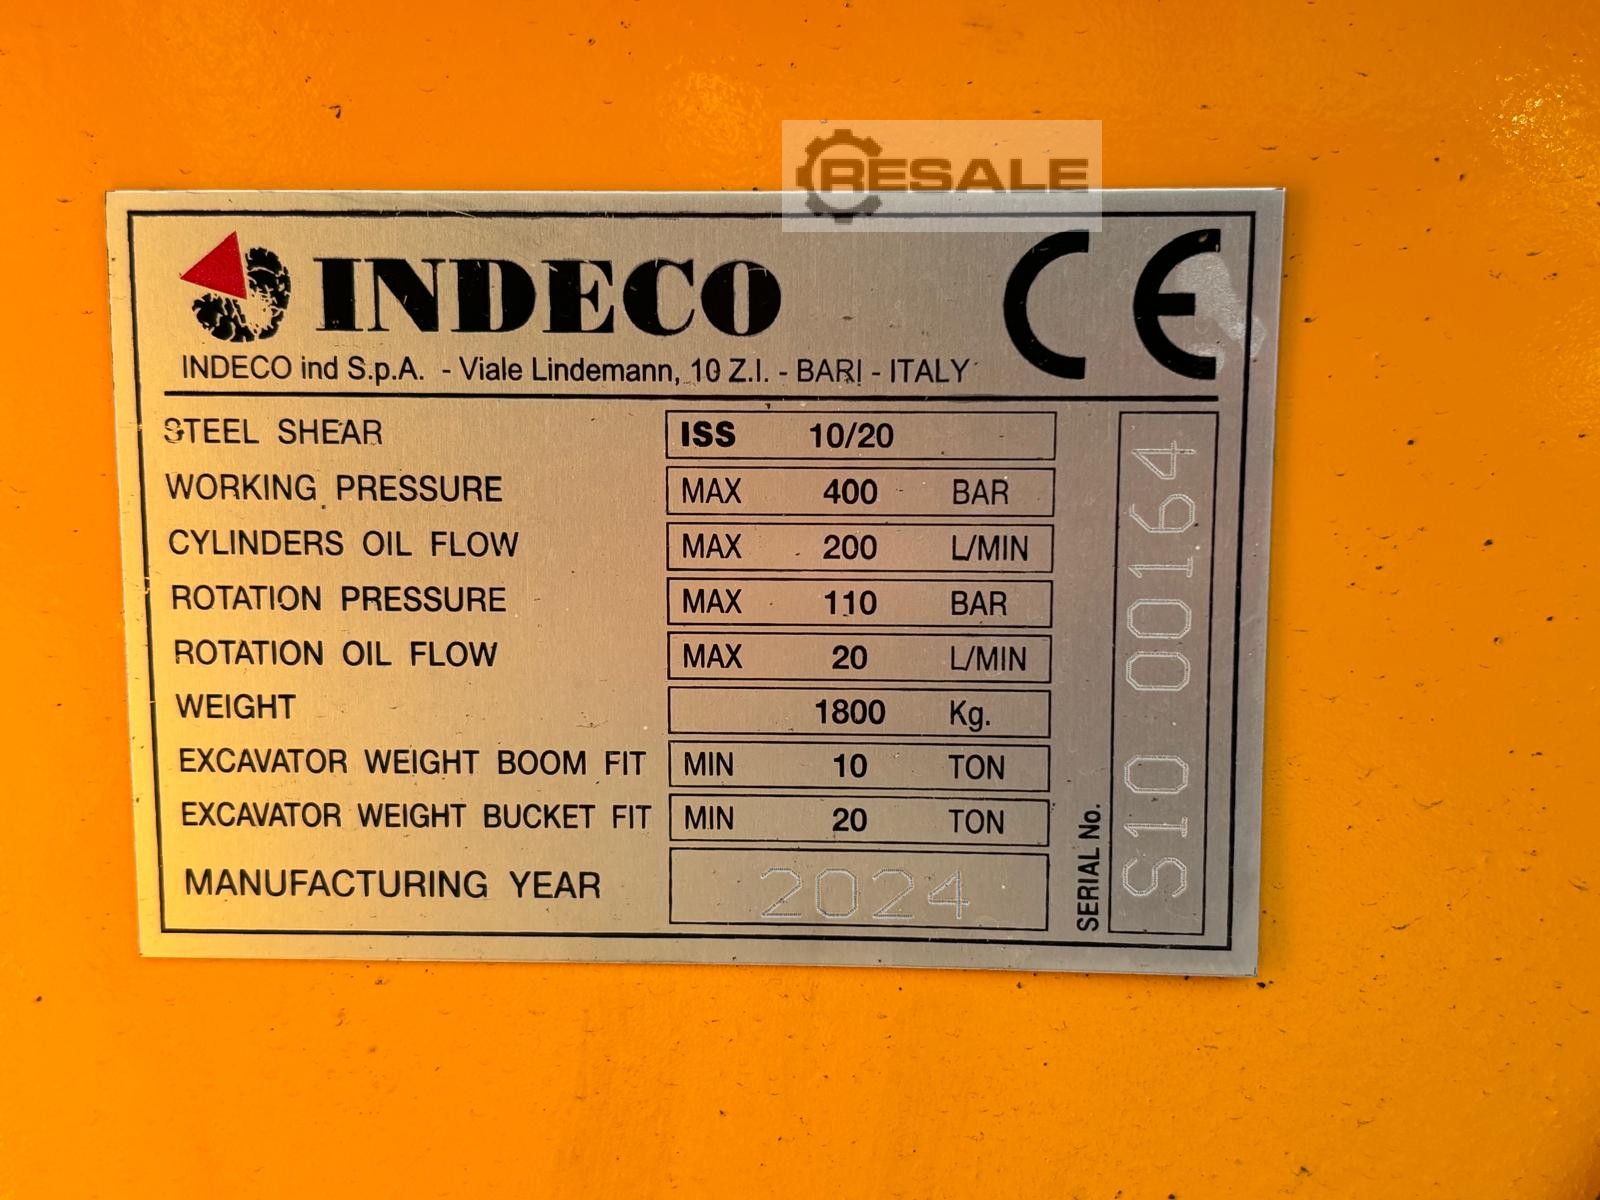 RESALE
INDECO
CE
INDECO ind S.p.A. - Viale Lindemann, 10 Z.I. - BARI - ITALY
STEEL SHEAR ISS 10/20
WORKING PRESSURE MAX 400 BAR
CYLINDERS OIL FLOW MAX 200 L/MIN
ROTATION PRESSURE MAX 110 BAR
ROTATION OIL FLOW MAX 20 L/MIN
WEIGHT 1800 Kg.
EXCAVATOR WEIGHT BOOM FIT MIN 10 TON
EXCAVATOR WEIGHT BUCKET FIT MIN 20 TON
MANUFACTURING YEAR 2024
SERIAL No. S10 00164